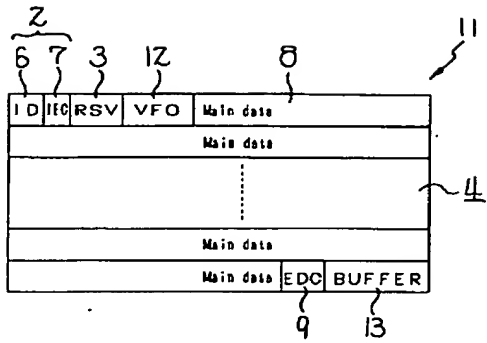 2
11
6 7 3 12 8
ID IEC RSV VFO Main data
Main data
4
Main data
Main data EDC BUFFER
9 13